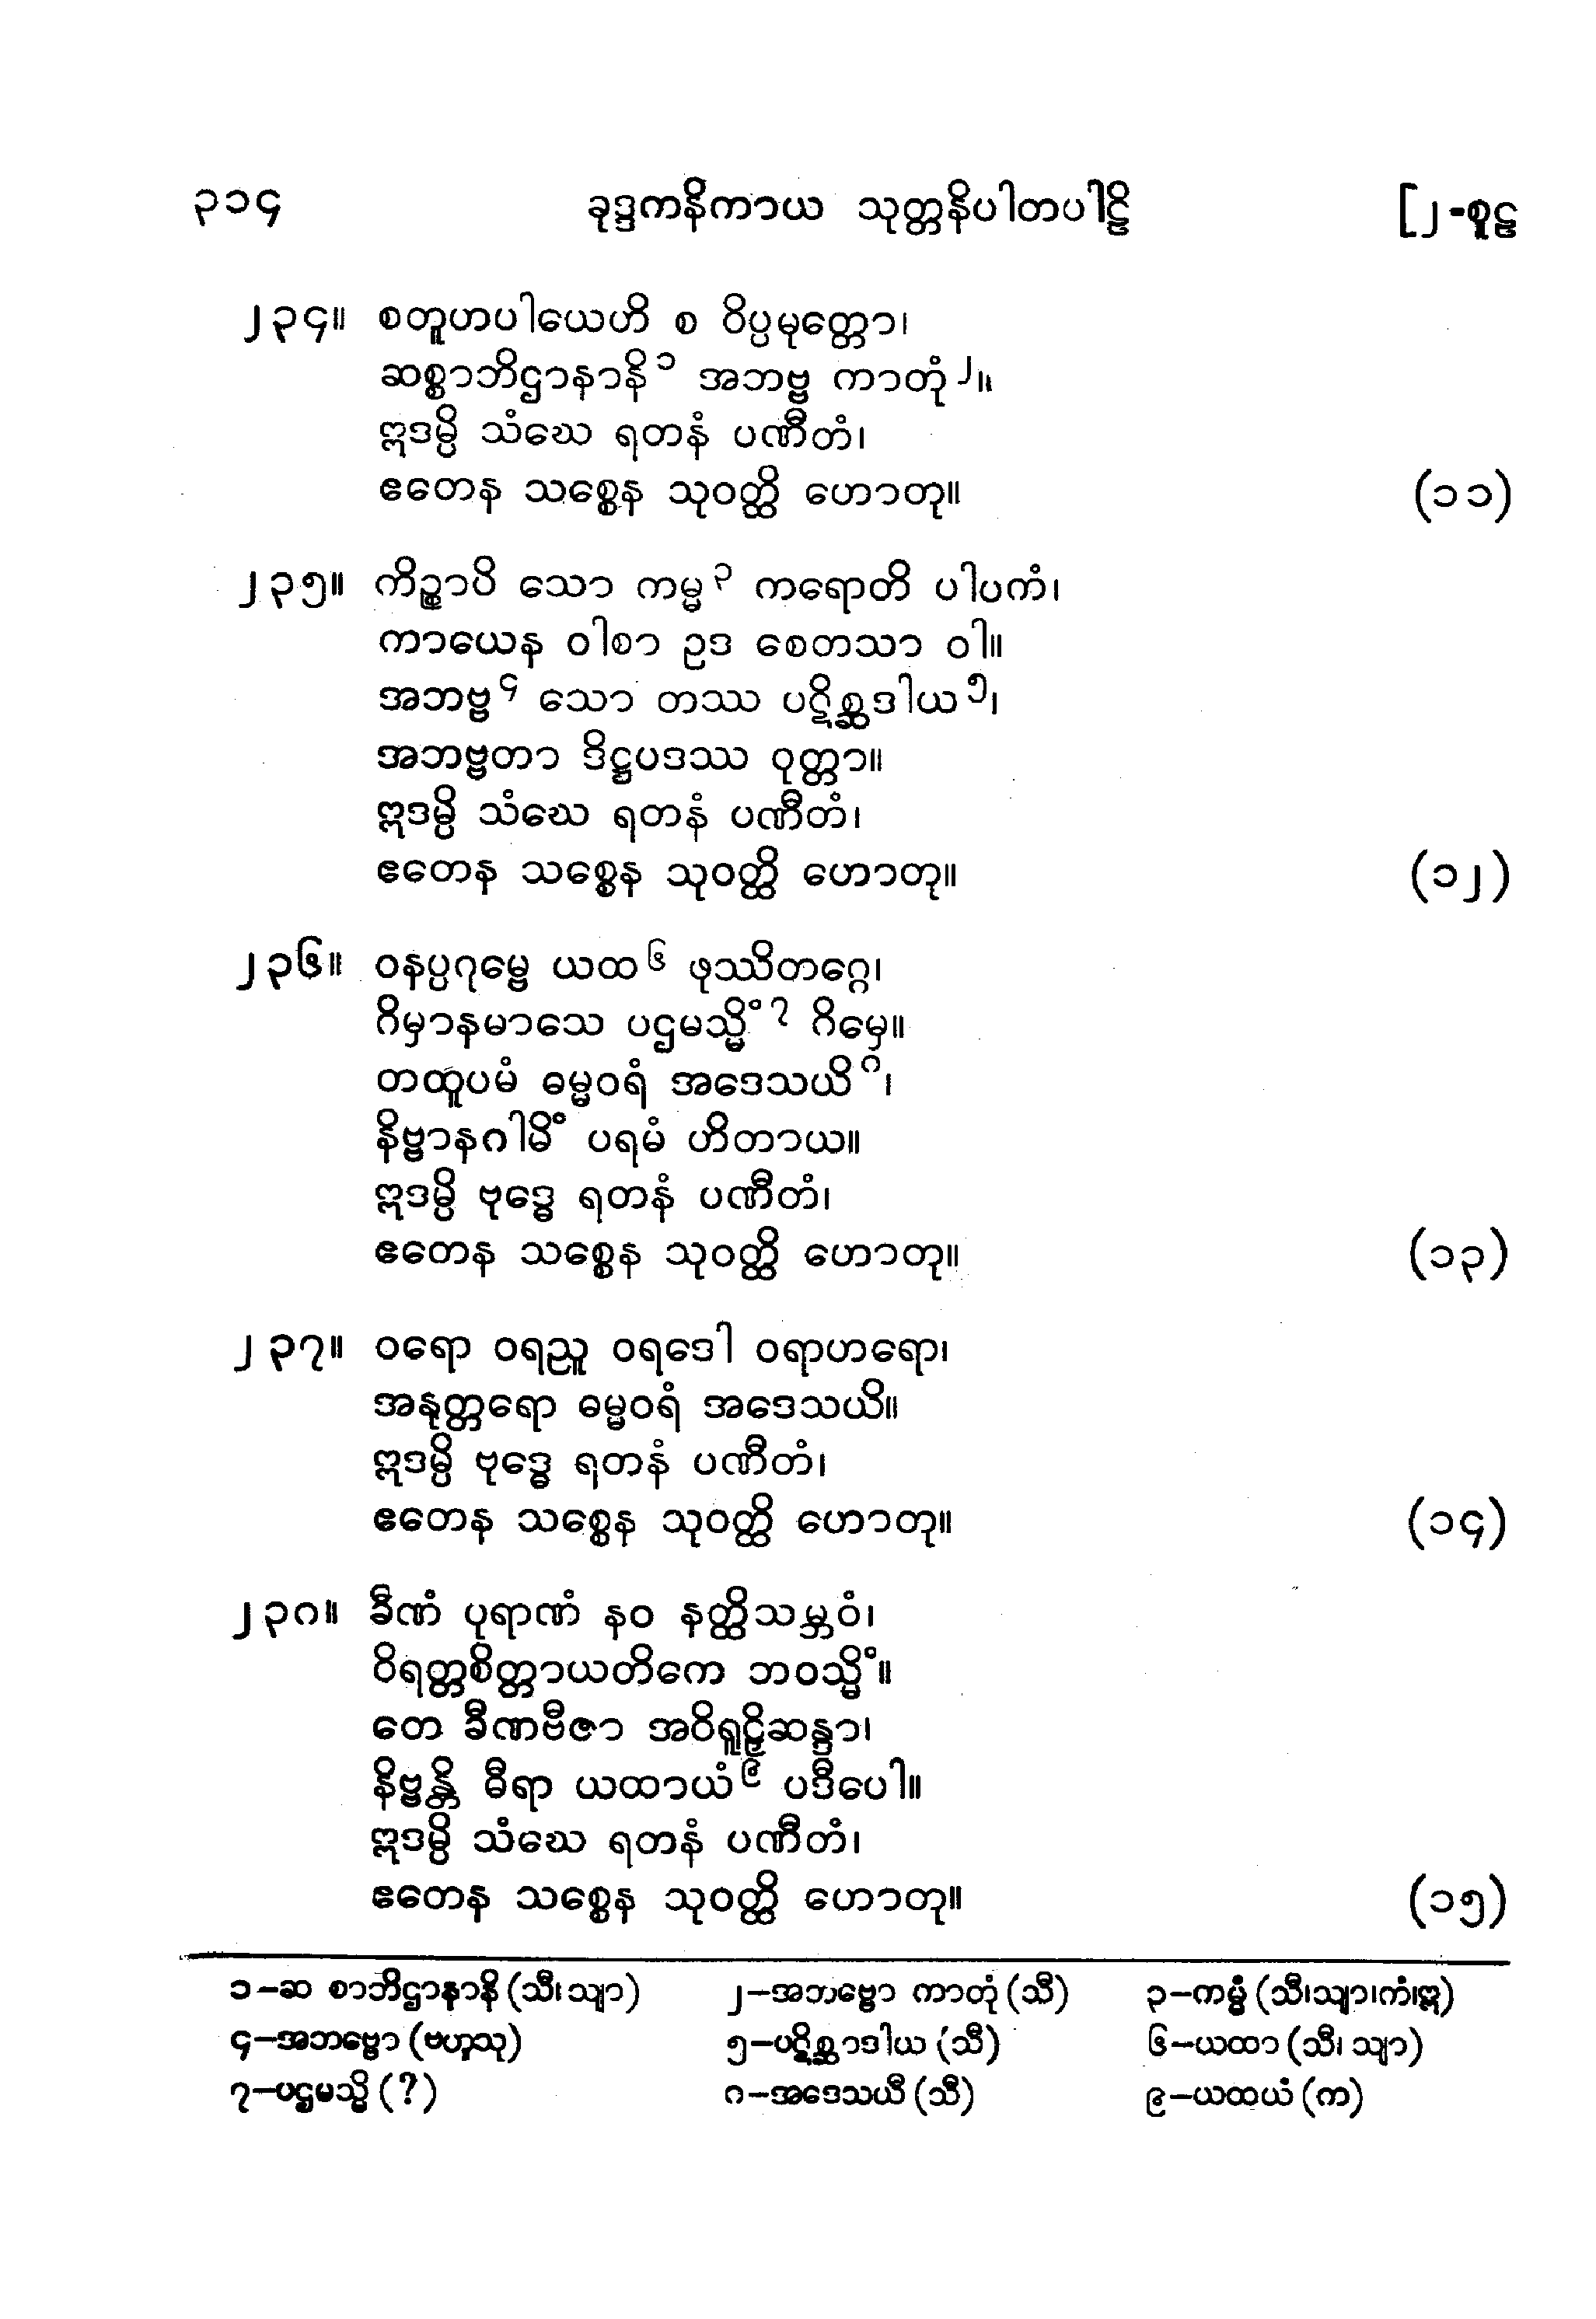 ၃၁၄ ခုဒ္ဒကနိကာယ သုတ္တနိပါတပါဠိ [၂-စူဠ
၂၃၄။ စတူဟပါယေဟိ စ ဝိပ္ပမုတ္တော၊
ဆစ္စာဘိဌာနာနိ၁ အဘဗ္ဗ ကာတုံ၂။
ဣဒမ္ပိ သံဃေ ရတနံ ပဏီတံ၊
ဧတေန သစ္စေန သုဝတ္ထိ ဟောတု။ (၁၁)
၂၃၅။ ကိဉ္စာပိ သော ကမ္မ၃ ကရောတိ ပါပကံ၊
ကာယေန ဝါစာ ဥဒ စေတသာ ဝါ။
အဘဗ္ဗ၄ သော တဿ ပဋိစ္ဆဒါယ၅၊
အဘဗ္ဗတာ ဒိဋ္ဌပဒဿ ဝုတ္တာ။
ဣဒမ္ပိ သံဃေ ရတနံ ပဏီတံ၊
ဧတေန သစ္စေန သုဝတ္ထိ ဟောတု။ (၁၂)
၂၃၆။ ဝနပ္ပဂုမ္ဗေ ယထ၆ ဖုဿိတဂ္ဂေ၊
ဂိမှာနမာသေ ပဌမသ္မိံ၇ ဂိမှေ။
တထူပမံ ဓမ္မဝရံ အဒေသယိ၈၊
နိဗ္ဗာနဂါမိံ ပရမံ ဟိတာယ။
ဣဒမ္ပိ ဗုဒ္ဓေ ရတနံ ပဏီတံ၊
ဧတေန သစ္စေန သုဝတ္ထိ ဟောတု။ (၁၃)
၂၃၇။ ဝရော ဝရညူ ဝရဒေါ ဝရာဟရော၊
အနုတ္တရော ဓမ္မဝရံ အဒေသယိ။
ဣဒမ္ပိ ဗုဒ္ဓေ ရတနံ ပဏီတံ၊
ဧတေန သစ္စေန သုဝတ္ထိ ဟောတု။ (၁၄)
၂၃၈။ ခီဏံ ပုရာဏံ နဝ နတ္ထိသမ္ဘဝံ၊
ဝိရတ္တစိတ္တာယတိကေ ဘဝသ္မိံ။
တေ ခီဏဗီဇာ အဝိရူဠှိဆန္ဒာ၊
နိဗ္ဗန္တိ ဓီရာ ယထာယံ၉ ပဒီပေါ။
ဣဒမ္ပိ သံဃေ ရတနံ ပဏီတံ၊
ဧတေန သစ္စေန သုဝတ္ထိ ဟောတု။ (၁၅)
၁–ဆ စာဘိဌာနာနိ (သီ၊ သျာ) ၂–အဘဗ္ဗော ကာတုံ (သီ) ၃–ကမ္မံ (သီ၊သျာ၊ကံ၊ဣ)
၄–အဘဗ္ဗော (ဗဟူသု) ၅–ပဋိစ္ဆာဒါယ (သီ) ၆–ယထာ (သီ၊ သျာ)
၇–ပဌမသ္မိ (?) ၈–အဒေသယီ (သီ) ၉–ယထယံ (က)